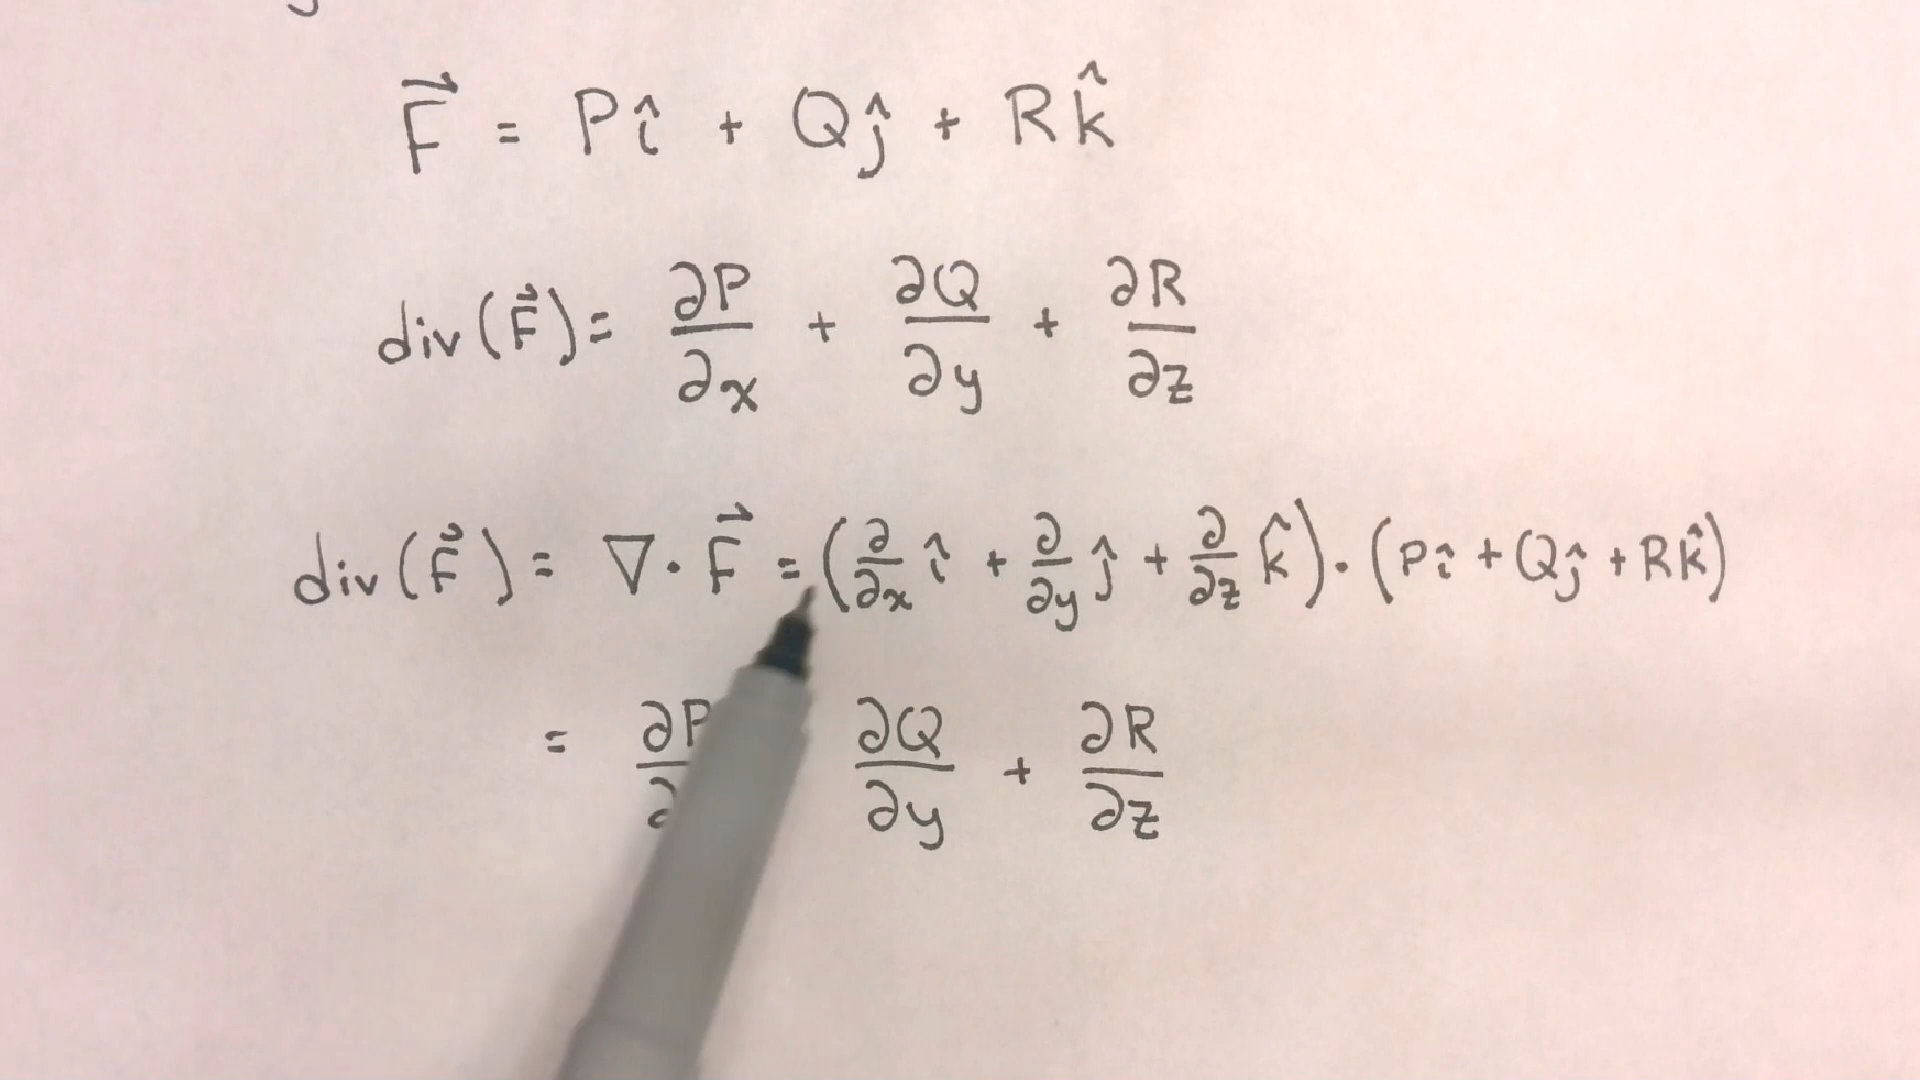 F⃗ = Pî + Qĵ + Rk̂
div(F⃗) = ∂P/∂x + ∂Q/∂y + ∂R/∂z
div(F⃗) = ∇·F⃗ = (∂/∂x î + ∂/∂y ĵ + ∂/∂z k̂)·(Pî + Qĵ + Rk̂)
= ∂P/∂ ∂Q/∂y + ∂R/∂z